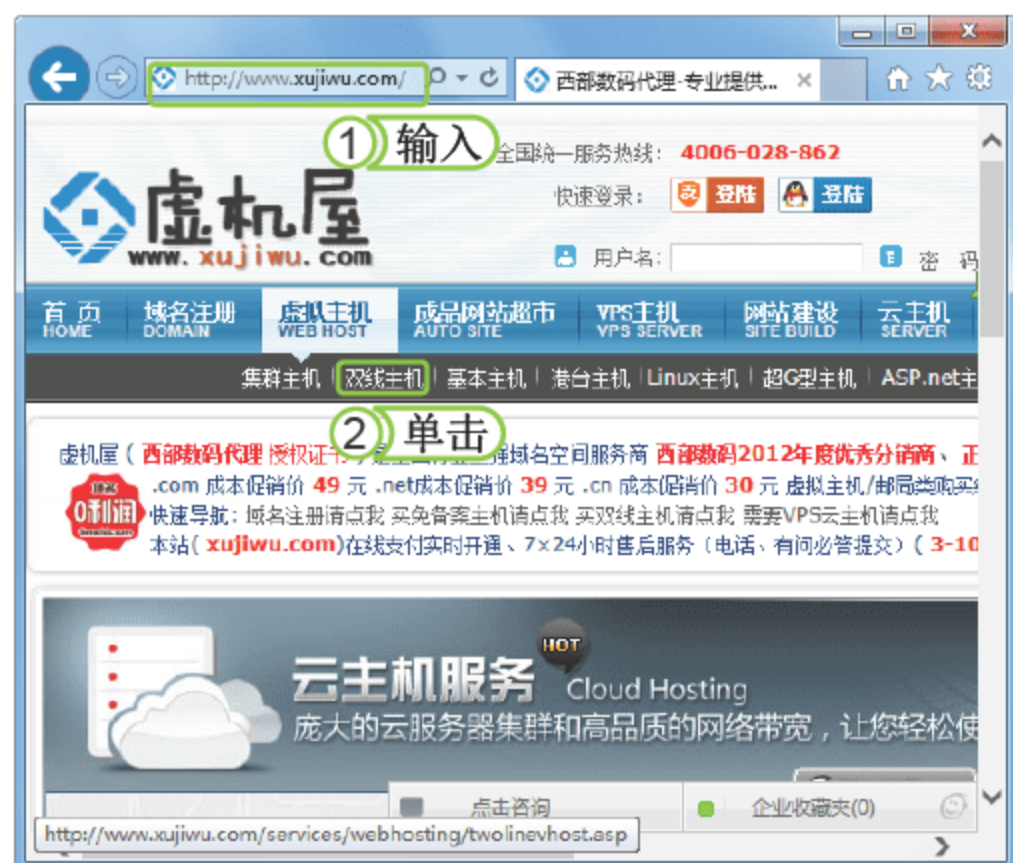 http://www.xujiwu.com/
西部数码代理-专业提供...
① 输入
全国统一服务热线: 4006-028-862
快速登录: 登陆 登陆
虚机屋
www.xujiwu.com
用户名: 密 码
首页 域名注册 虚拟主机 成品网站超市 VPS主机 网站建设 云主机
HOME DOMAIN WEB HOST AUTO SITE VPS SERVER SITE BUILD SERVER
集群主机 双线主机 基本主机 港台主机 Linux主机 超G型主机 ASP.net主
② 单击
虚机屋 ( 西部数码代理 授权证书 域名空间服务商 西部数码2012年度优秀分销商、正
.com 成本促销价 49 元 .net成本促销价 39 元 .cn 成本促销价 30 元 虚拟主机/邮局类购买
0利润
快速导航: 域名注册请点我 买免备案主机请点我 买双线主机请点我 需要VPS云主机请点我
本站( xujiwu.com)在线支付实时开通、7×24小时售后服务 (电话、有问必答提交) ( 3-10
HOT
云主机服务 Cloud Hosting
庞大的云服务器集群和高品质的网络带宽，让您轻松使
点击咨询
企业收藏夹(0)
http://www.xujiwu.com/services/webhosting/twolinevhost.asp